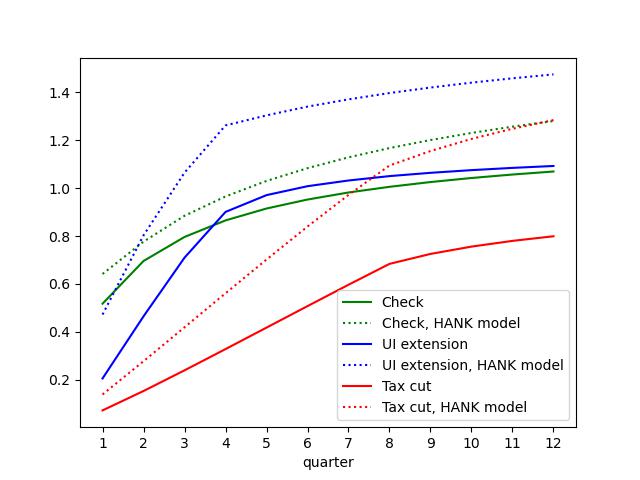 1.4
1.2
1.0
0.8
0.6
0.4
0.2
Check
Check, HANK model
UI extension
UI extension, HANK model
Tax cut
Tax cut, HANK model
1 2 3 4 5 6 7 8 9 10 11 12
quarter